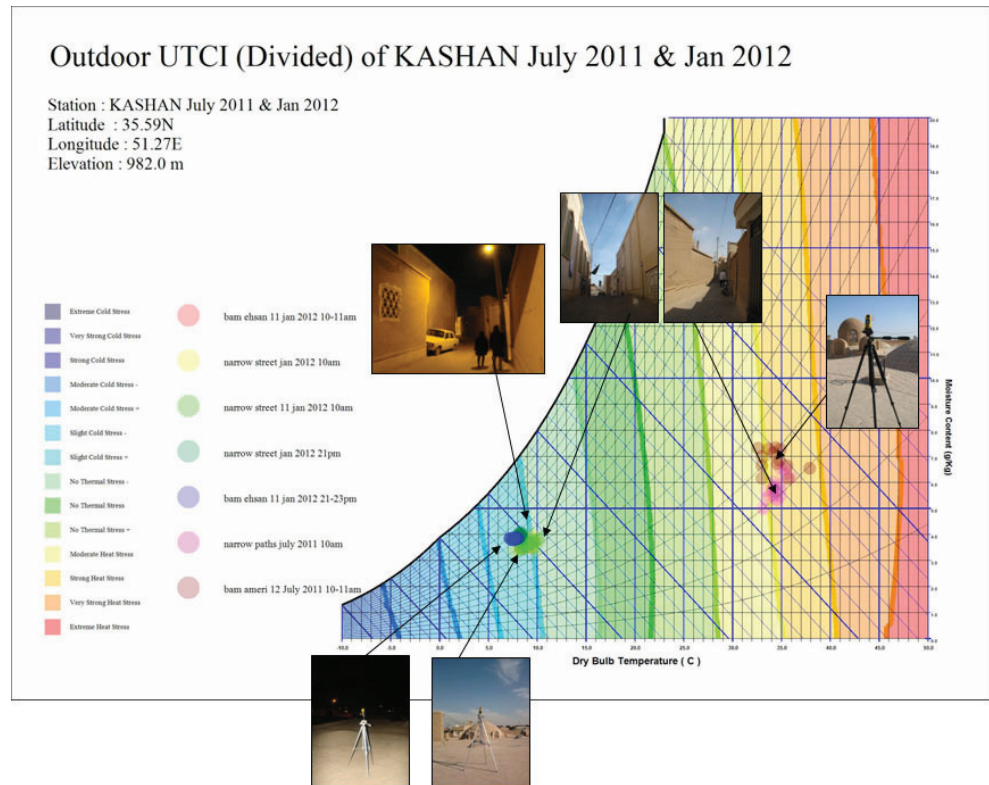 Outdoor UTCI (Divided) of KASHAN July 2011 & Jan 2012
Station : KASHAN July 2011 & Jan 2012
Latitude : 35.59N
Longitude : 51.27E
Elevation : 982.0 m
Extreme Cold Stress
Very Strong Cold Stress
Strong Cold Stress
Moderate Cold Stress -
Moderate Cold Stress +
Slight Cold Stress -
Slight Cold Stress +
No Thermal Stress -
No Thermal Stress
No Thermal Stress +
Moderate Heat Stress
Strong Heat Stress
Very Strong Heat Stress
Extreme Heat Stress
bam ehsan 11 jan 2012 10-11am
narrow street jan 2012 10am
narrow street 11 jan 2012 10am
narrow street jan 2012 21pm
bam ehsan 11 jan 2012 21-23pm
narrow paths july 2011 10am
bam ameri 12 July 2011 10-11am
-10.0 -5.0 0.0 5.0 10.0 15.0 20.0 25.0 30.0 35.0 40.0 45.0 50.0
Dry Bulb Temperature ( C )
Moisture Content (g/Kg)